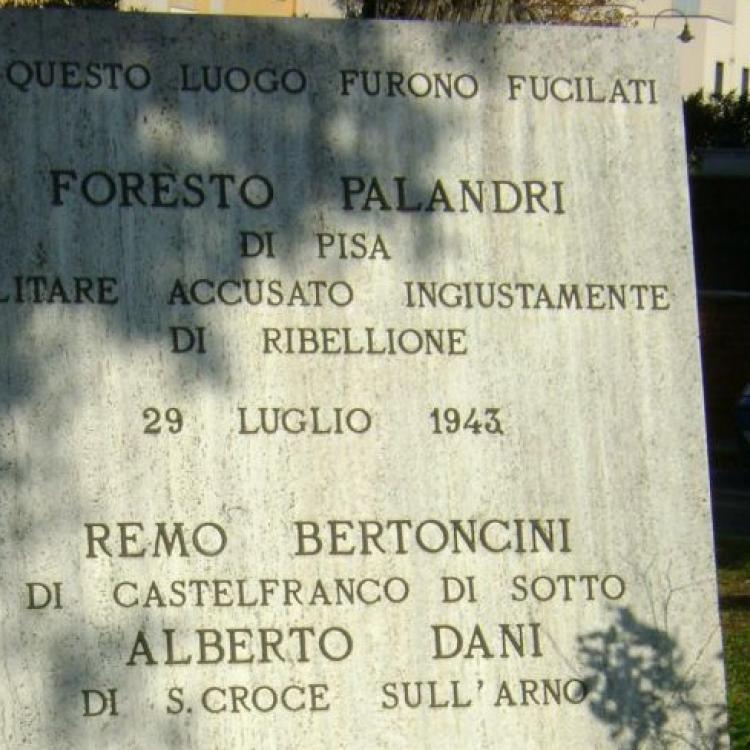 QUESTO LUOGO FURONO FUCILATI
FORESTO PALANDRI
DI PISA
LITARE ACCUSATO INGIUSTAMENTE
DI RIBELLIONE
29 LUGLIO 1943
REMO BERTONCINI
DI CASTELFRANCO DI SOTTO
ALBERTO DANI
DI S. CROCE SULL'ARNO